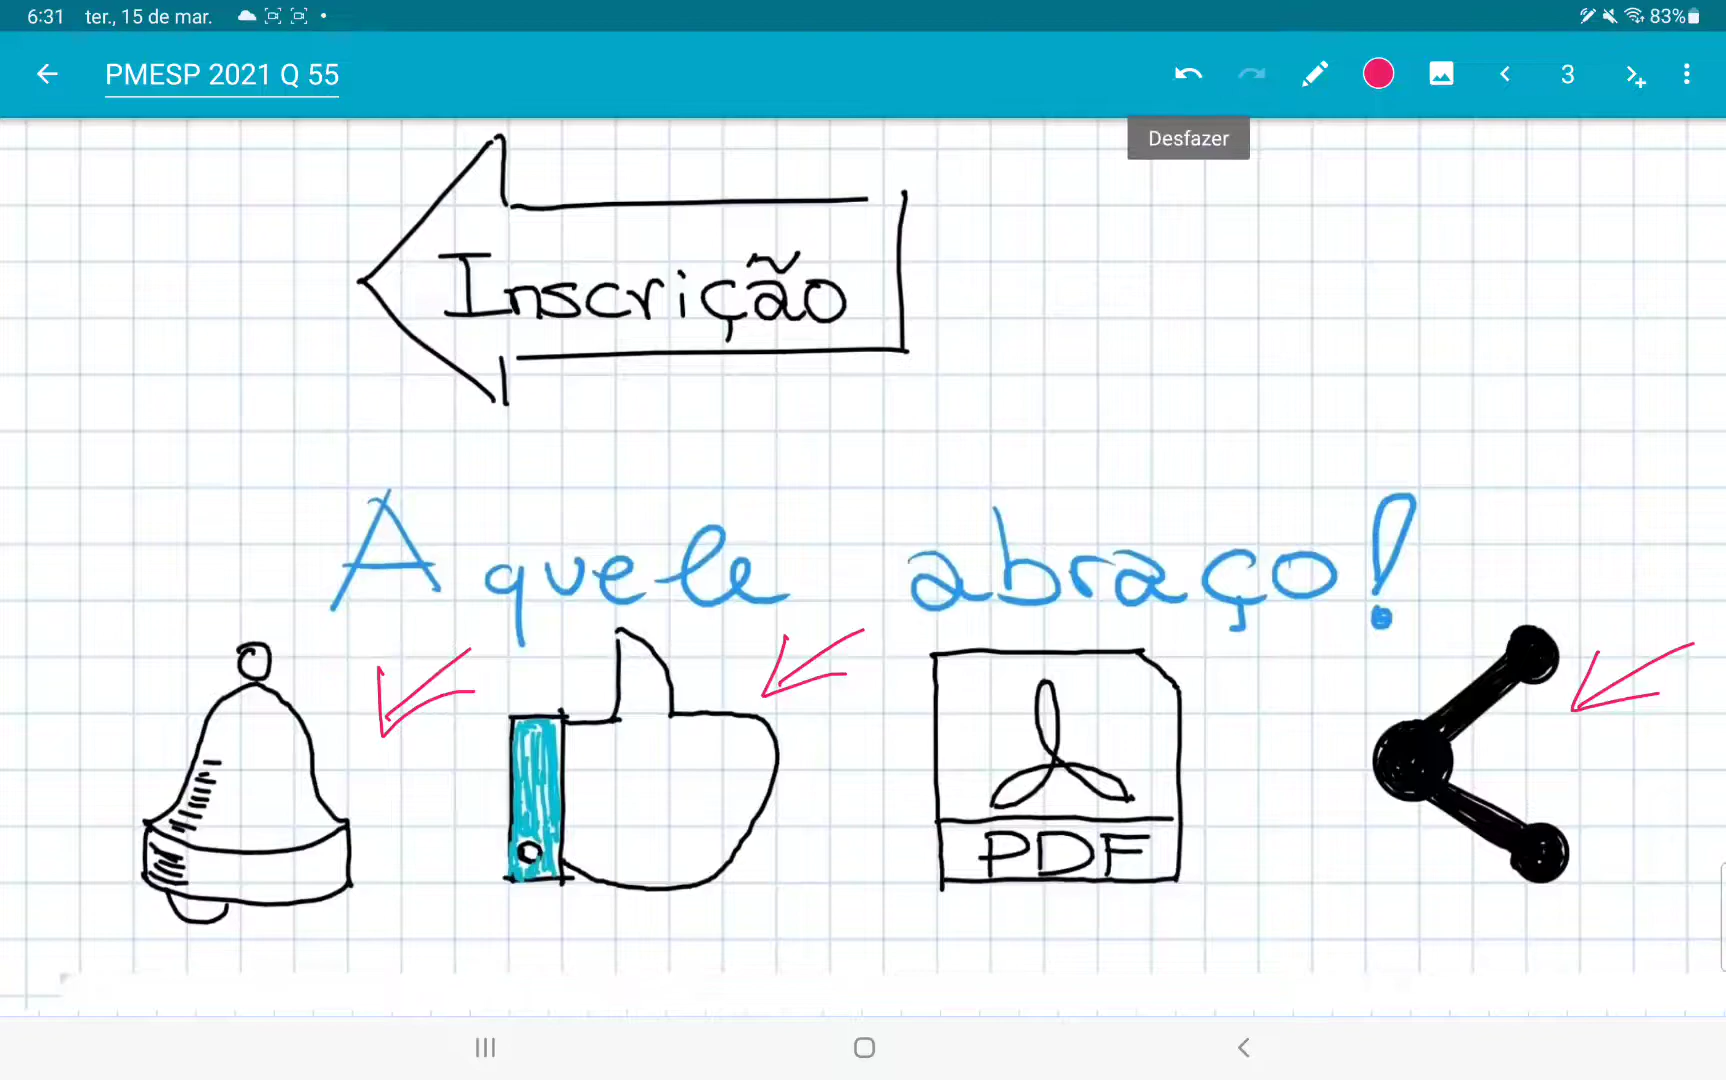 6:31 ter., 15 de mar. 83%
PMESP 2021 Q 55 3
Desfazer
Inscrição
Aquele abraço!
PDF